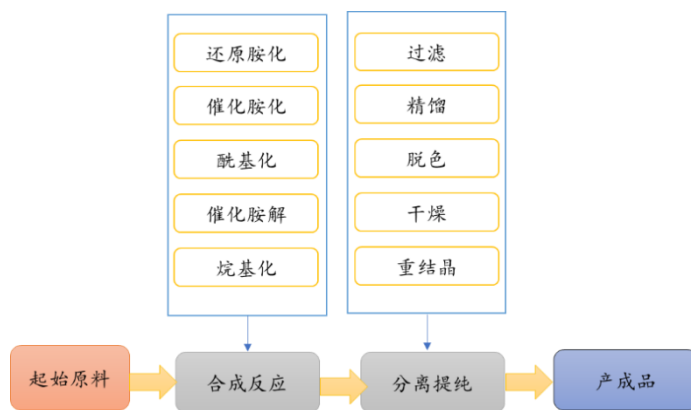 还原胺化
催化胺化
酰基化
催化胺解
烷基化
过滤
精馏
脱色
干燥
重结晶
起始原料
合成反应
分离提纯
产成品